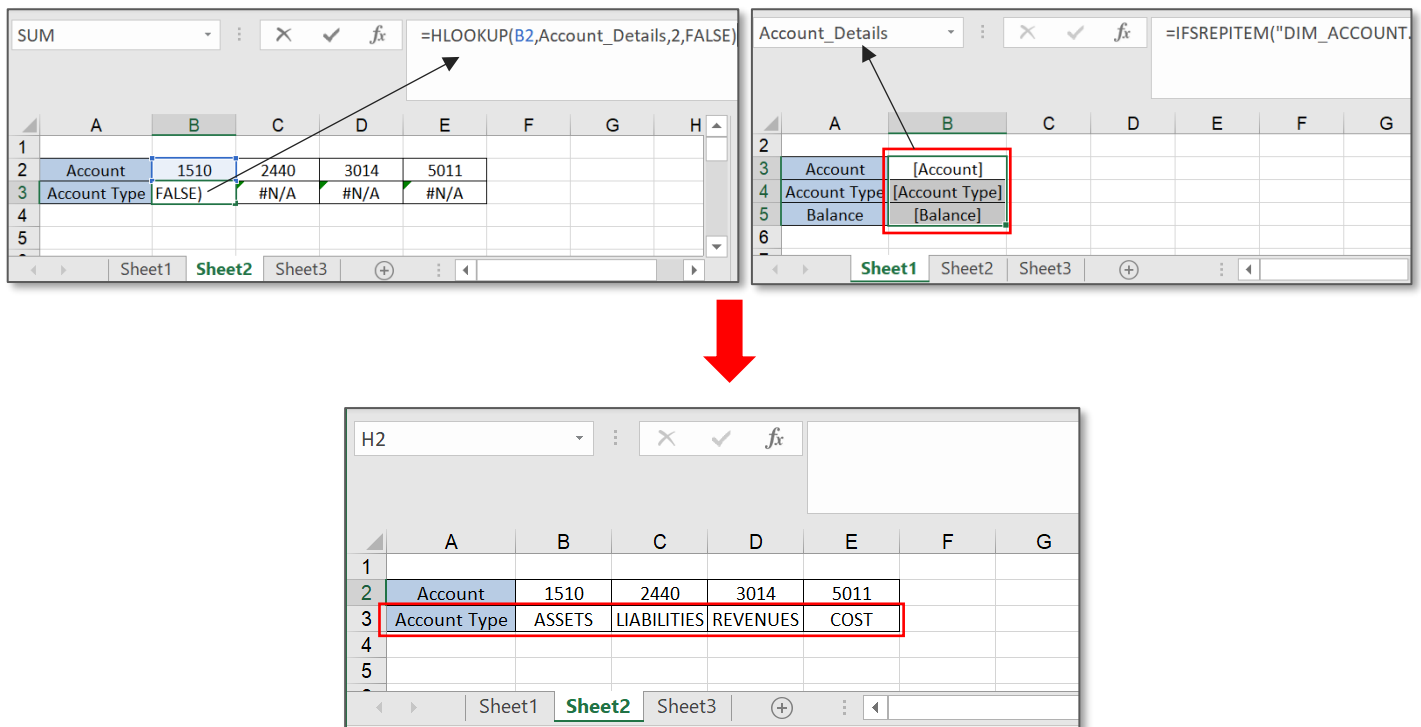 SUM fx =HLOOKUP(B2,Account_Details,2,FALSE)
A B C D E F G H
1
2 Account 1510 2440 3014 5011
3 Account Type FALSE) #N/A #N/A #N/A
4
5
Sheet1 Sheet2 Sheet3
Account_Details fx =IFSREPITEM("DIM_ACCOUNT.
A B C D E F G
2
3 Account [Account]
4 Account Type [Account Type]
5 Balance [Balance]
6
Sheet1 Sheet2 Sheet3
H2 fx
A B C D E F G
1
2 Account 1510 2440 3014 5011
3 Account Type ASSETS LIABILITIES REVENUES COST
4
5
Sheet1 Sheet2 Sheet3